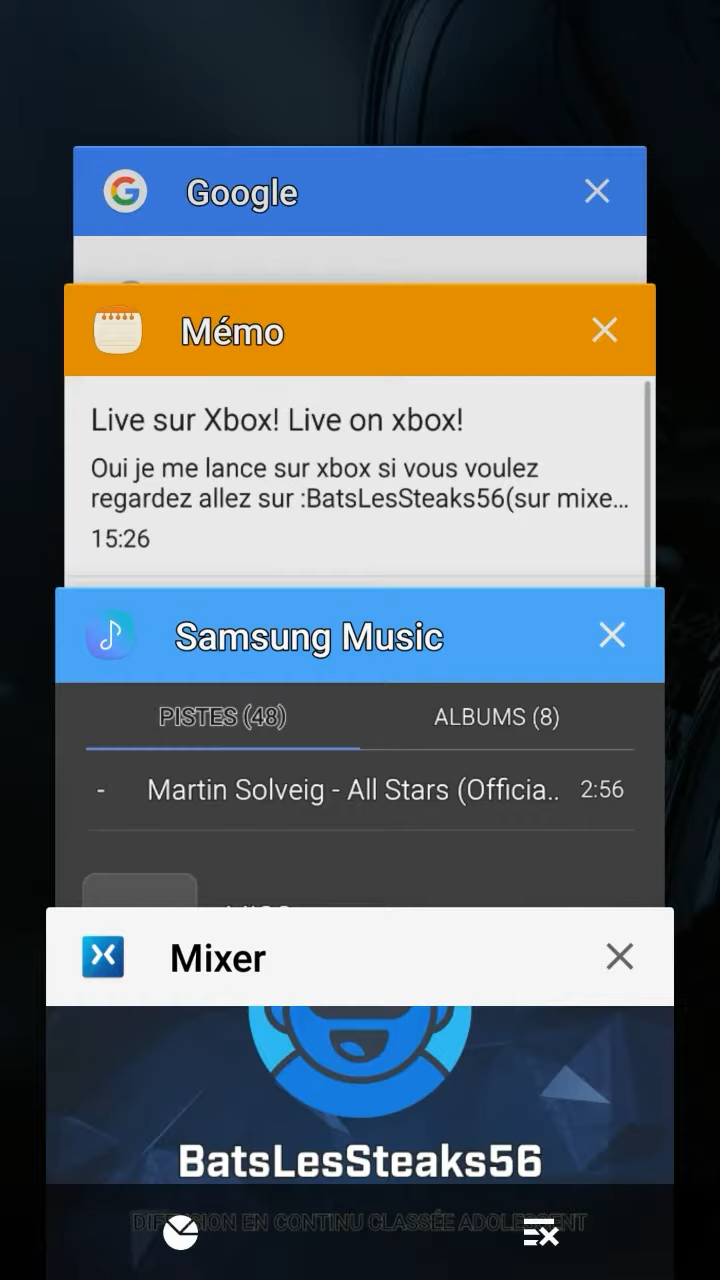 Google
Mémo
Live sur Xbox! Live on xbox!
Oui je me lance sur xbox si vous voulez
regardez allez sur :BatsLesSteaks56(sur mixe...
15:26
Samsung Music
PISTES (48)
ALBUMS (8)
- Martin Solveig - All Stars (Officia.. 2:56
Mixer
BatsLesSteaks56
DIFFUSION EN CONTINU CLASSÉE ADOLESCENT